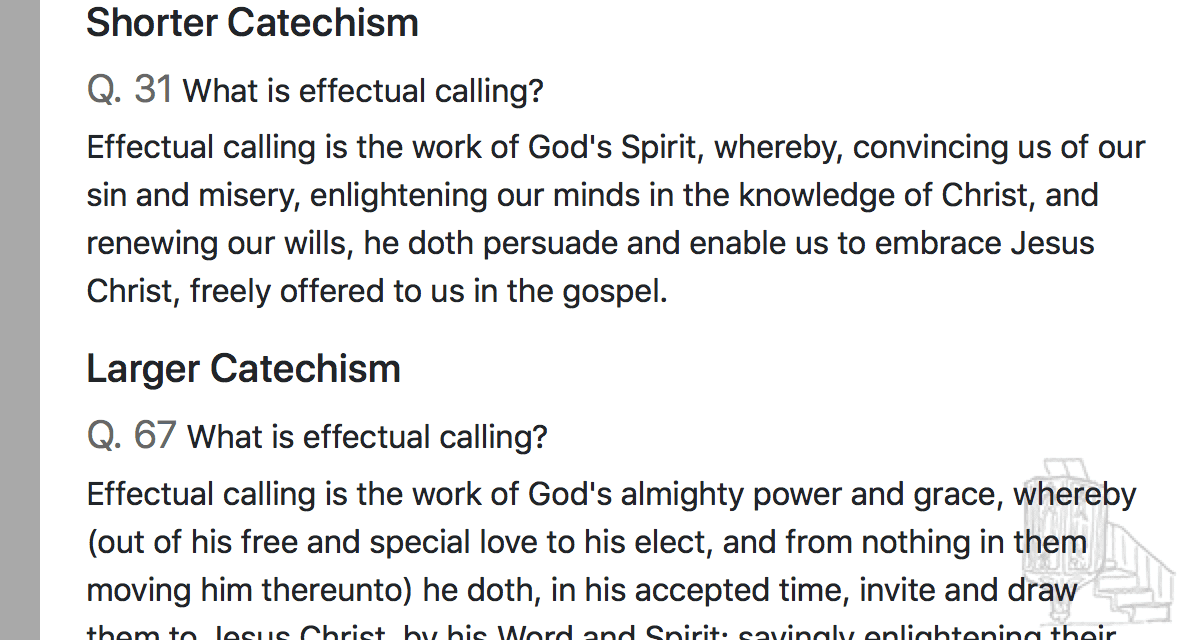 Shorter Catechism
Q. 31 What is effectual calling?
Effectual calling is the work of God's Spirit, whereby, convincing us of our
sin and misery, enlightening our minds in the knowledge of Christ, and
renewing our wills, he doth persuade and enable us to embrace Jesus
Christ, freely offered to us in the gospel.
Larger Catechism
Q. 67 What is effectual calling?
Effectual calling is the work of God's almighty power and grace, whereby
(out of his free and special love to his elect, and from nothing in them
moving him thereunto) he doth, in his accepted time, invite and draw
them to Jesus Christ, by his Word and Spirit; savingly enlightening their